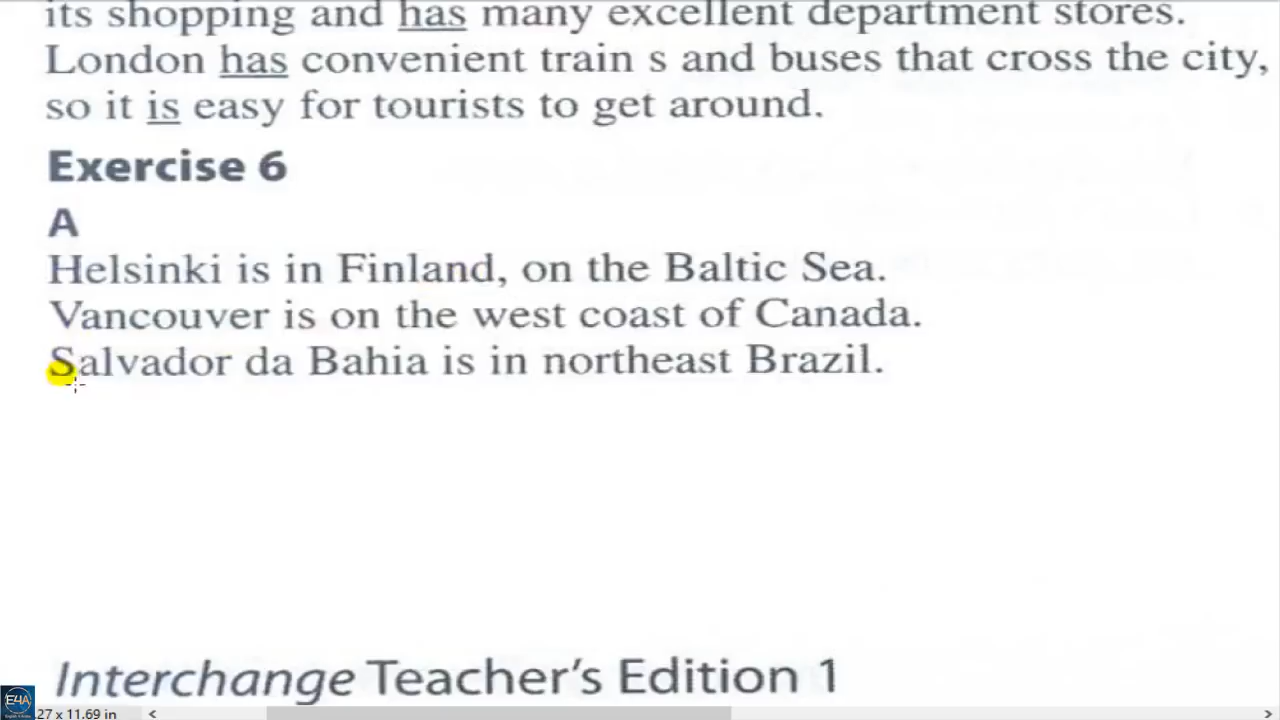 its shopping and has many excellent department stores.
London has convenient train s and buses that cross the city,
so it is easy for tourists to get around.
Exercise 6
A
Helsinki is in Finland, on the Baltic Sea.
Vancouver is on the west coast of Canada.
Salvador da Bahia is in northeast Brazil.
Interchange Teacher's Edition 1
E4A
27 x 11.69 in